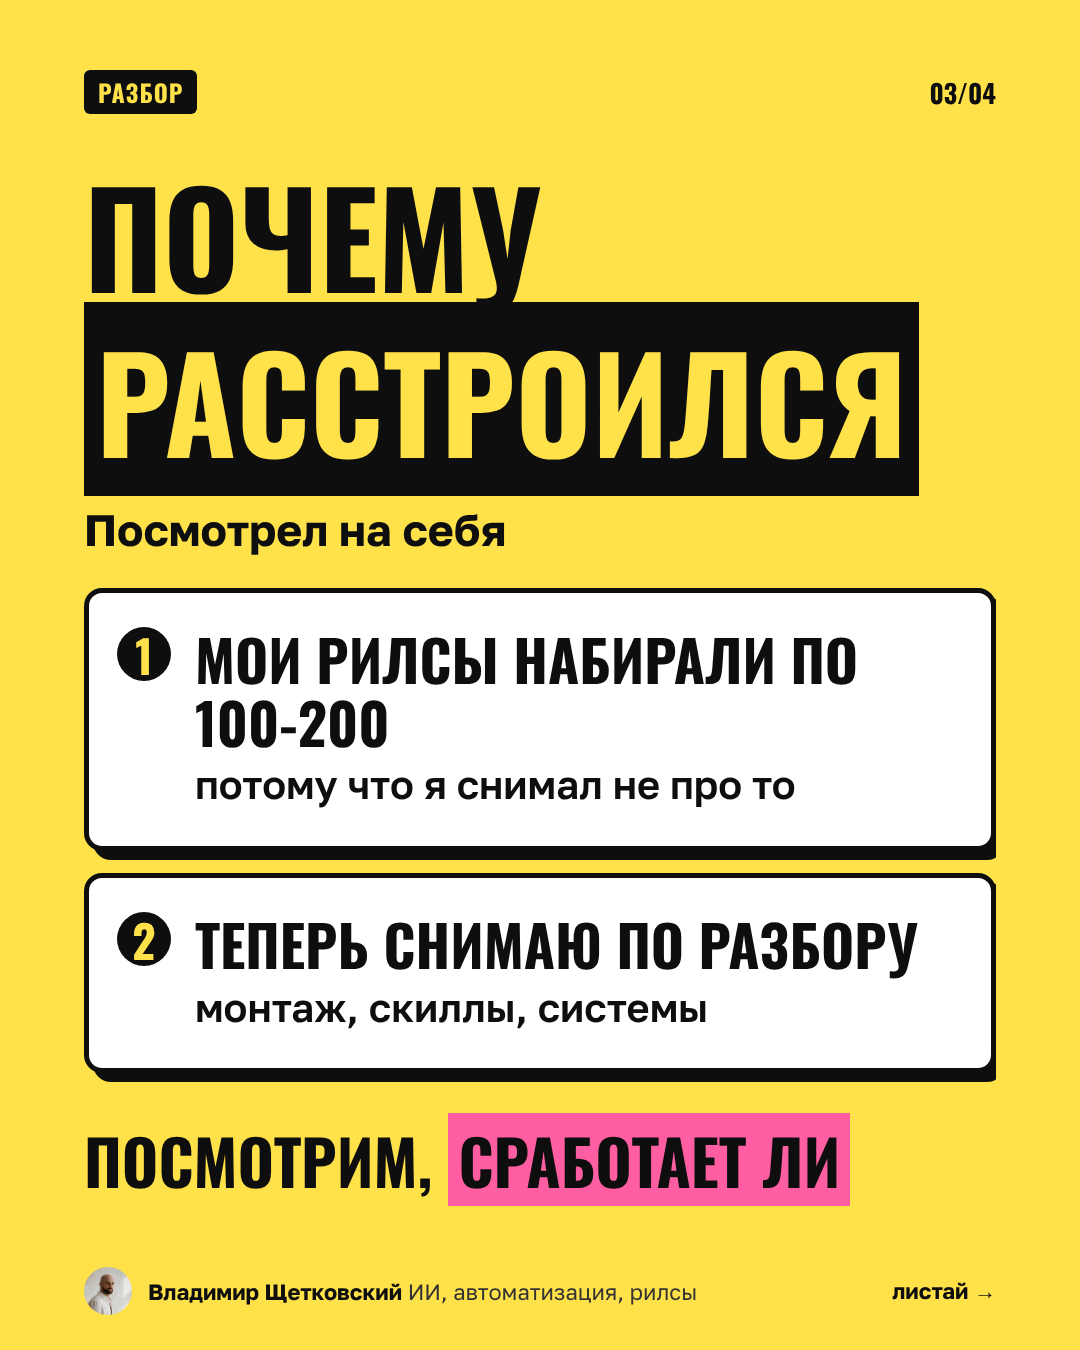 РАЗБОР
03/04
ПОЧЕМУ
РАССТРОИЛСЯ
Посмотрел на себя
1
МОИ РИЛСЫ НАБИРАЛИ ПО
100-200
потому что я снимал не про то
2
ТЕПЕРЬ СНИМАЮ ПО РАЗБОРУ
монтаж, скиллы, системы
ПОСМОТРИМ, СРАБОТАЕТ ЛИ
Владимир Щетковский ИИ, автоматизация, рилсы
листай →